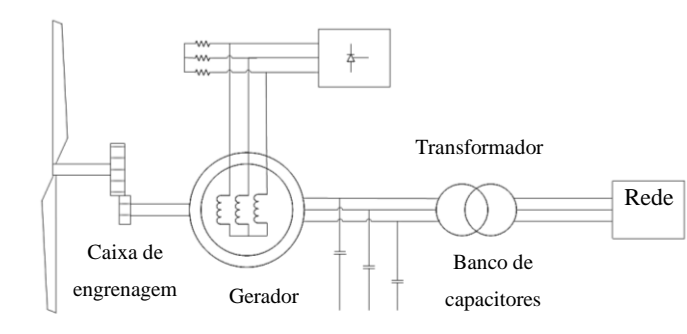 Transformador
Rede
Caixa de
engrenagem
Gerador
Banco de
capacitores